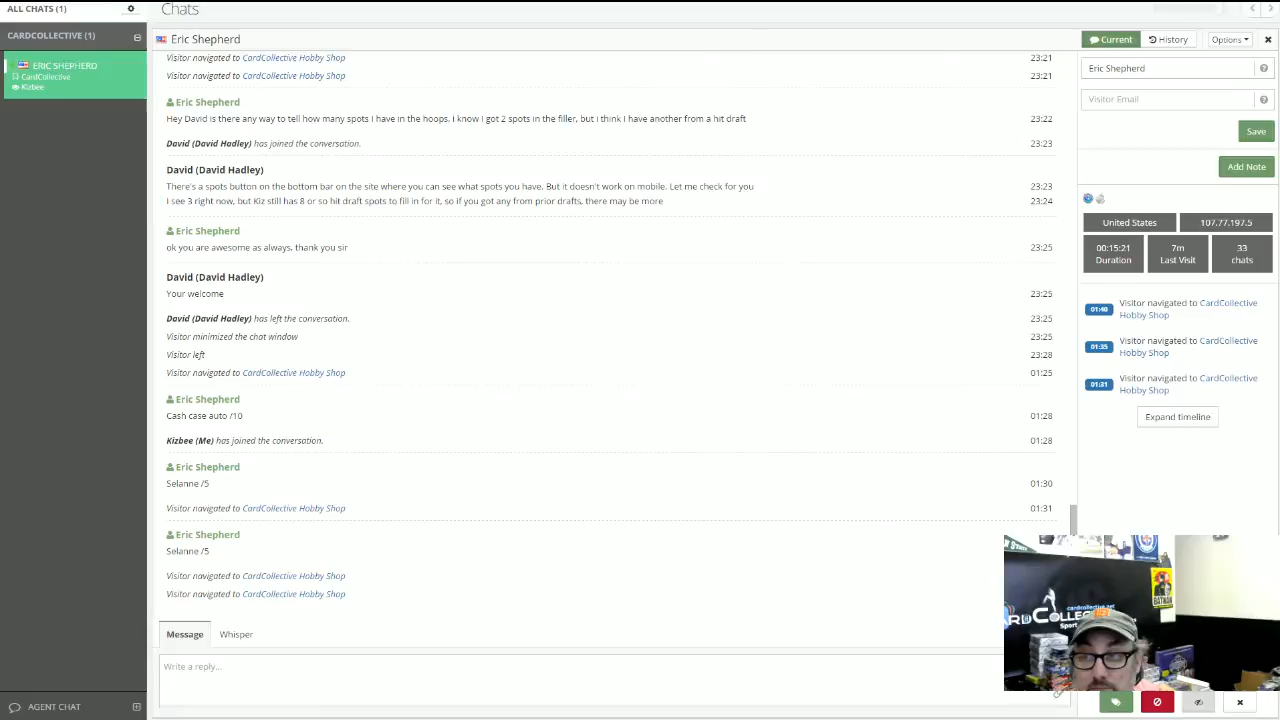 ALL CHATS (1)
Chats
CARDCOLLECTIVE (1)
ERIC SHEPHERD
CardCollective
Kizbee
Eric Shepherd
Current
History
Options
Visitor navigated to CardCollective Hobby Shop 23:21
Visitor navigated to CardCollective Hobby Shop 23:21
Eric Shepherd
Hey David is there any way to tell how many spots I have in the hoops, i know I got 2 spots in the filler, but i think I have another from a hit draft 23:22
David (David Hadley) has joined the conversation. 23:23
David (David Hadley)
There's a spots button on the bottom bar on the site where you can see what spots you have. But it doesn't work on mobile. Let me check for you 23:23
I see 3 right now, but Kiz still has 8 or so hit draft spots to fill in for it, so if you got any from prior drafts, there may be more 23:24
Eric Shepherd
ok you are awesome as always, thank you sir 23:25
David (David Hadley)
Your welcome 23:25
David (David Hadley) has left the conversation. 23:25
Visitor minimized the chat window 23:25
Visitor left 23:28
Visitor navigated to CardCollective Hobby Shop 01:25
Eric Shepherd
Cash case auto /10 01:28
Kizbee (Me) has joined the conversation. 01:28
Eric Shepherd
Selanne /5 01:30
Visitor navigated to CardCollective Hobby Shop 01:31
Eric Shepherd
Selanne /5
Visitor navigated to CardCollective Hobby Shop
Visitor navigated to CardCollective Hobby Shop
Message Whisper
Write a reply...
AGENT CHAT
Eric Shepherd
Visitor Email
Save
Add Note
United States 107.77.197.5
00:15:21 7m 33
Duration Last Visit chats
01:40 Visitor navigated to CardCollective
Hobby Shop
01:35 Visitor navigated to CardCollective
Hobby Shop
01:31 Visitor navigated to CardCollective
Hobby Shop
Expand timeline
BATMAN
cardcollective.net